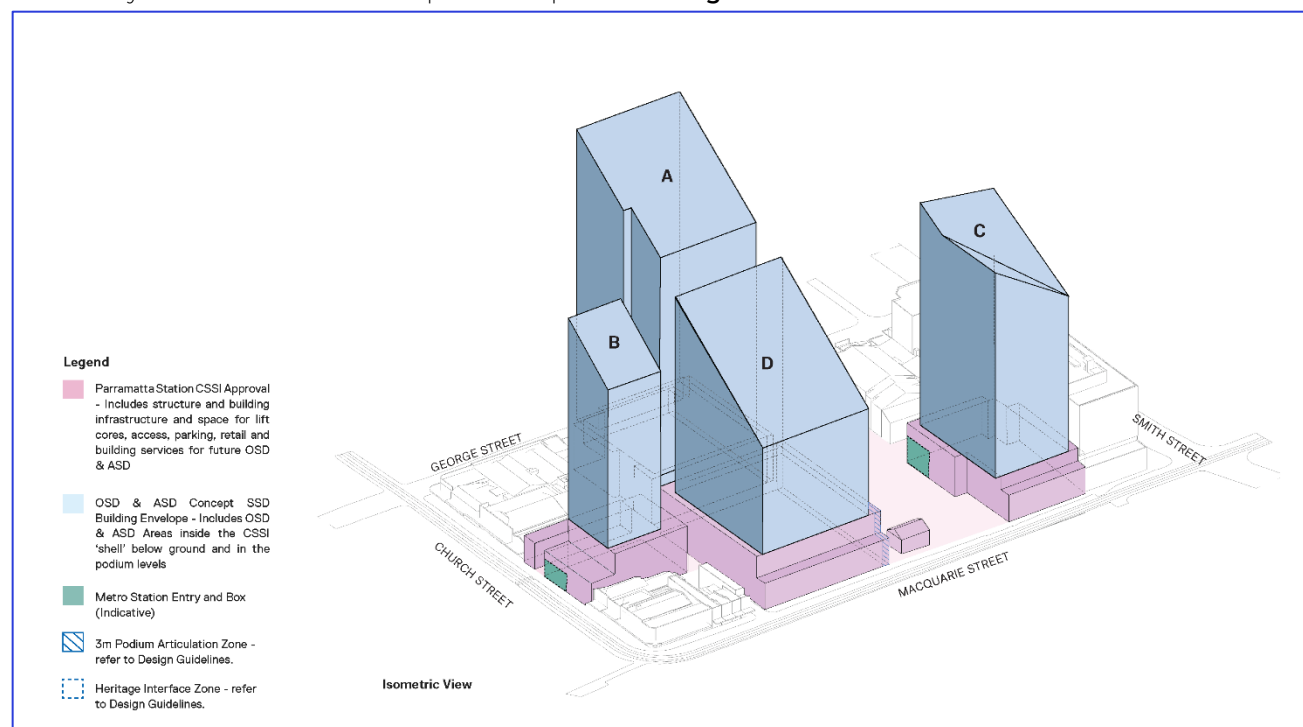 A
C
B
D
Legend
Parramatta Station CSSI Approval
- Includes structure and building
infrastructure and space for lift
cores, access, parking, retail and
building services for future OSD
& ASD
OSD & ASD Concept SSD
Building Envelope - Includes OSD
& ASD Areas inside the CSSI
'shell' below ground and in the
podium levels
Metro Station Entry and Box
(Indicative)
3m Podium Articulation Zone -
refer to Design Guidelines.
Heritage Interface Zone - refer
to Design Guidelines.
GEORGE STREET
CHURCH STREET
SMITH STREET
MACQUARIE STREET
Isometric View